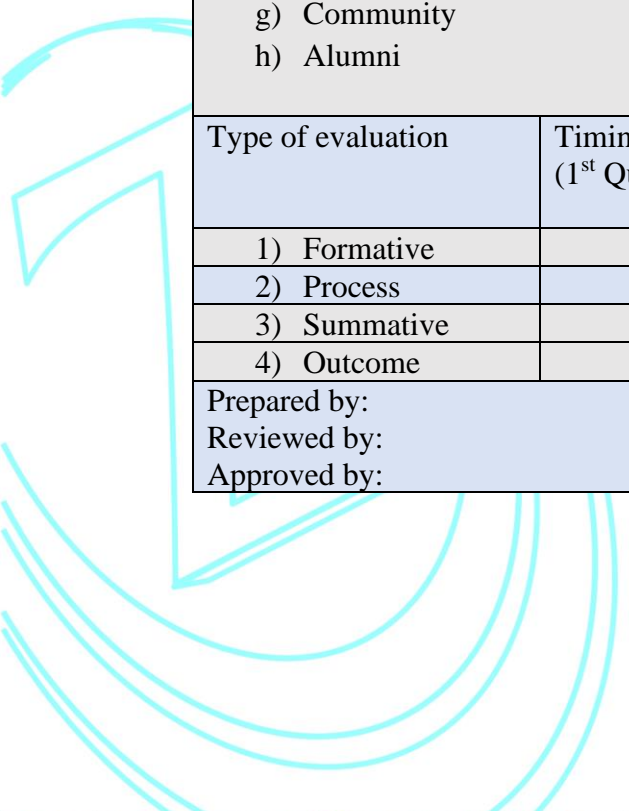 g) Community
h) Alumni
Type of evaluation
(1st
1) Formative
2) Process
3) Summative
4) Outcome
Prepared by:
Reviewed by:
Approved by: